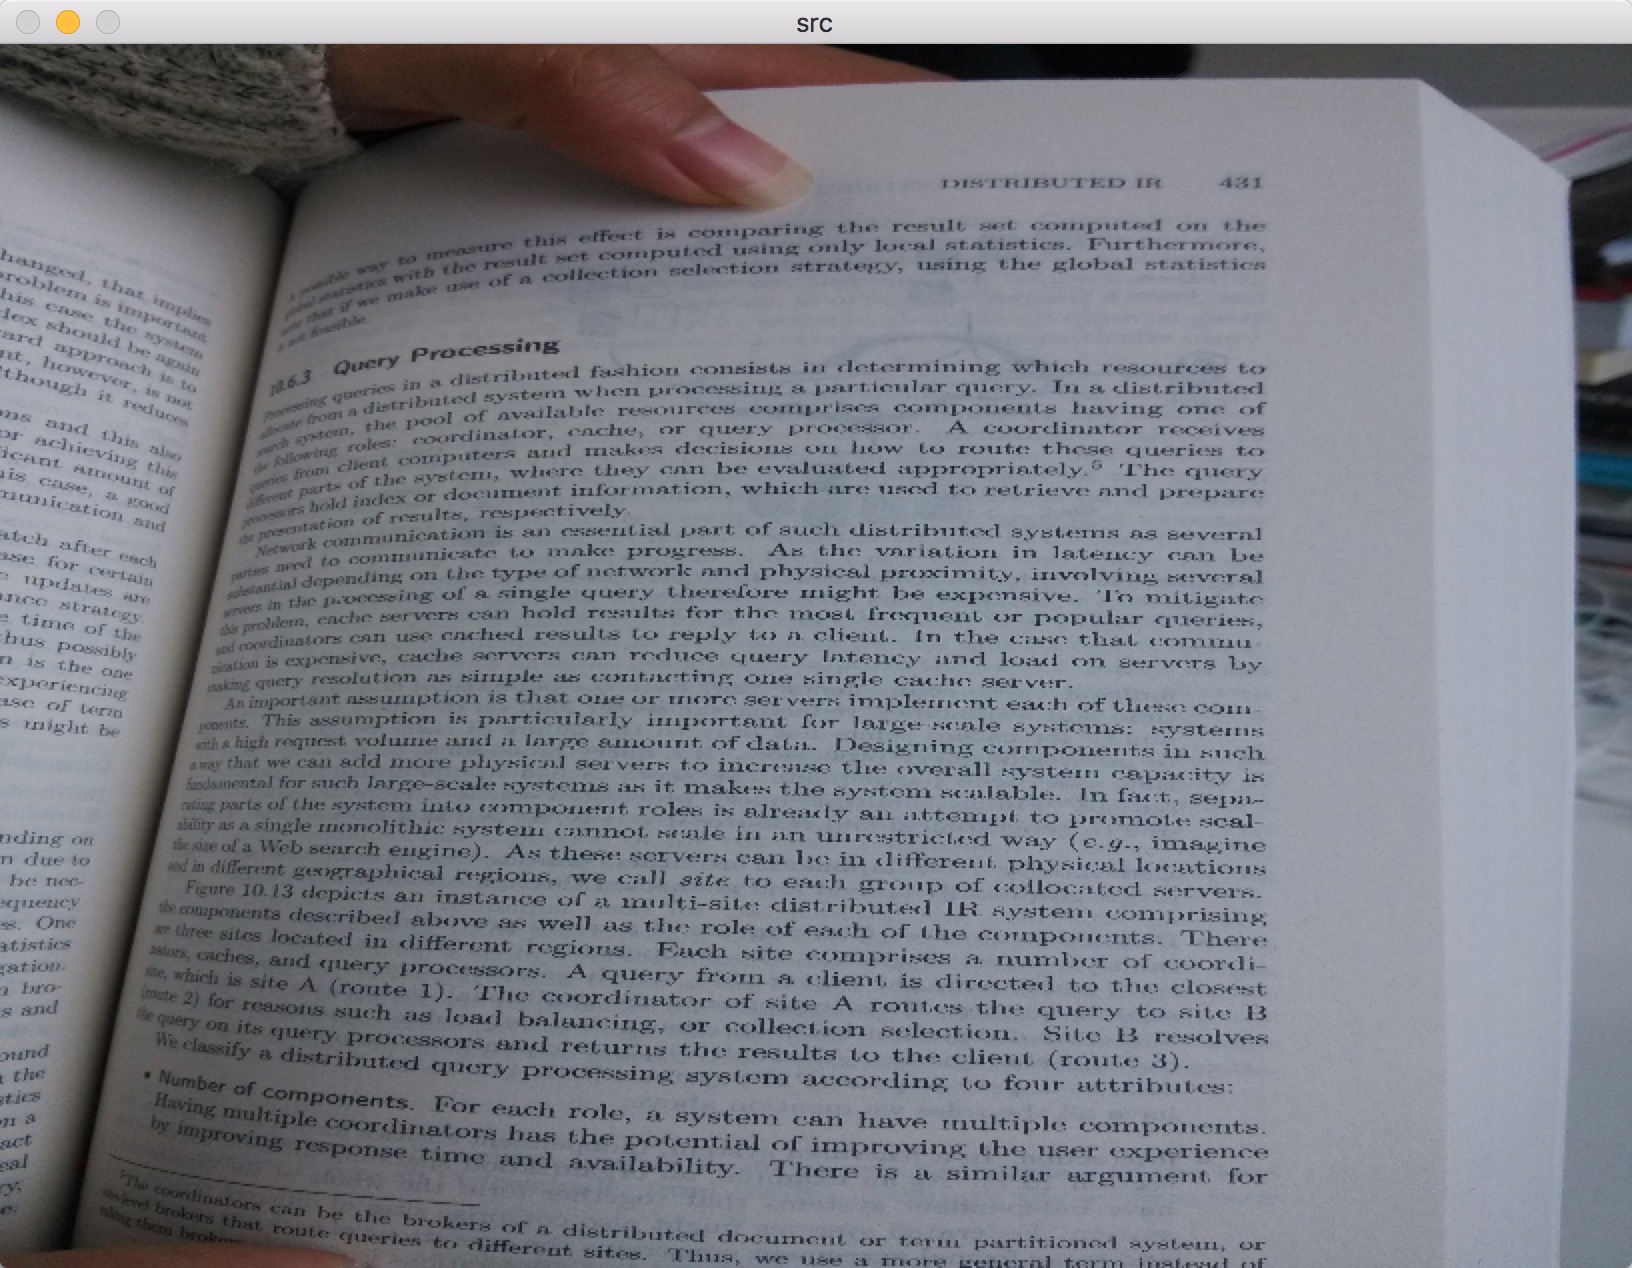 src
hanged, that implies
roblem is important
his case the system
dex should be again
ard approach is to
nt, however, is not
lthough it reduces
ns and this also
or achieving this
ficant amount of
his case, a good
munication and
atch after each
ase for certain
updates are
ance strategy.
time of the
hus possibly
n is the one
experiencing
ase of term
s might be
nding on
n due to
be nec-
equency
ss. One
atistics
gation.
n bro-
s and
ound
the
stics
on a
act
eal
DISTRIBUTED IR 431
A possible way to measure this effect is comparing the result set computed on the
global statistics with the result set computed using only local statistics. Furthermore,
note that if we make use of a collection selection strategy, using the global statistics
is not feasible.
10.6.3 Query Processing
Processing queries in a distributed fashion consists in determining which resources to
allocate from a distributed system when processing a particular query. In a distributed
such system, the pool of available resources comprises components having one of
the following roles: coordinator, cache, or query processor. A coordinator receives
queries from client computers and makes decisions on how to route these queries to
different parts of the system, where they can be evaluated appropriately.⁵ The query
processors hold index or document information, which are used to retrieve and prepare
the presentation of results, respectively.
Network communication is an essential part of such distributed systems as several
parties need to communicate to make progress. As the variation in latency can be
substantial depending on the type of network and physical proximity, involving several
servers in the processing of a single query therefore might be expensive. To mitigate
this problem, cache servers can hold results for the most frequent or popular queries,
and coordinators can use cached results to reply to a client. In the case that commu-
nication is expensive, cache servers can reduce query latency and load on servers by
making query resolution as simple as contacting one single cache server.
An important assumption is that one or more servers implement each of these com-
ponents. This assumption is particularly important for large scale systems: systems
with a high request volume and a large amount of data. Designing components in such
a way that we can add more physical servers to increase the overall system capacity is
fundamental for such large-scale systems as it makes the system scalable. In fact, sepa-
rating parts of the system into component roles is already an attempt to promote scal-
ability as a single monolithic system cannot scale in an unrestricted way (e.g., imagine
the size of a Web search engine). As these servers can be in different physical locations
and in different geographical regions, we call site to each group of collocated servers.
Figure 10.13 depicts an instance of a multi-site distributed IR system comprising
the components described above as well as the role of each of the components. There
are three sites located in different regions. Each site comprises a number of coordi-
nators, caches, and query processors. A query from a client is directed to the closest
site, which is site A (route 1). The coordinator of site A routes the query to site B
(route 2) for reasons such as load balancing, or collection selection. Site B resolves
the query on its query processors and returns the results to the client (route 3).
We classify a distributed query processing system according to four attributes:
• Number of components. For each role, a system can have multiple components.
Having multiple coordinators has the potential of improving the user experience
by improving response time and availability. There is a similar argument for
⁵The coordinators can be the brokers of a distributed document or term partitioned system, or
site-level brokers that route queries to different sites. Thus, we use a more general term instead of
calling them brokers